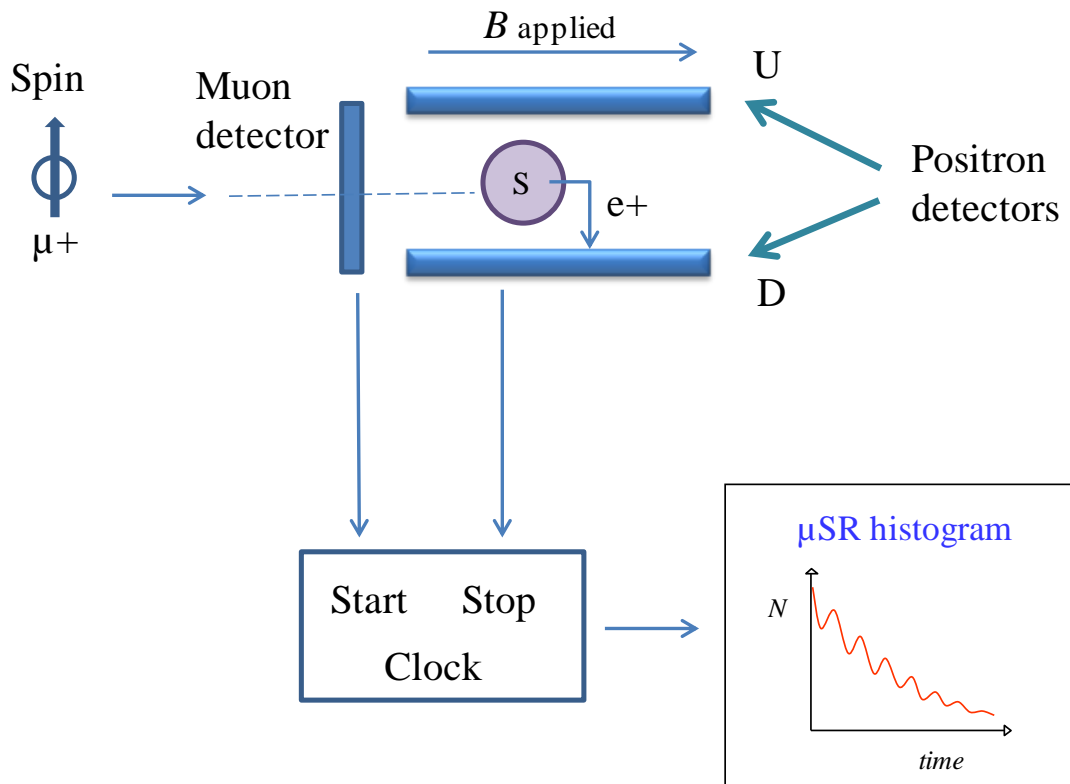 B applied
U
Spin
Muon
detector
Positron
detectors
S
e+
μ+
D
μSR histogram
Start Stop
N
Clock
time